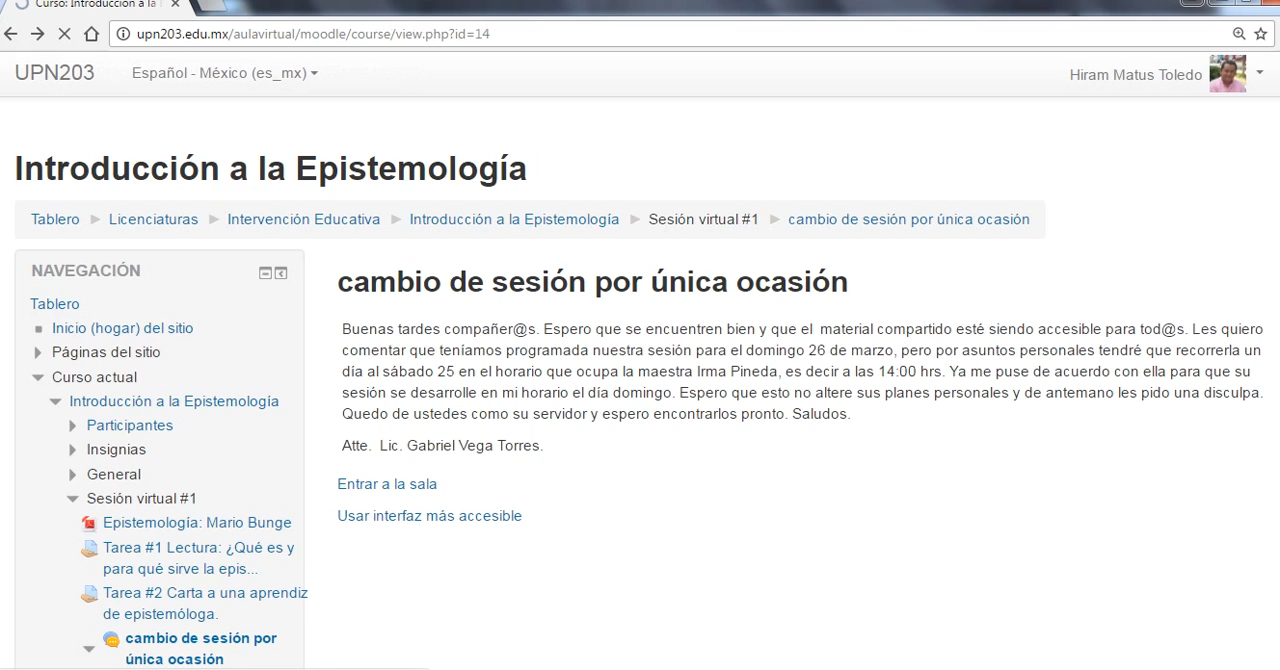 Curso: Introducción a la
upn203.edu.mx/aulavirtual/moodle/course/view.php?id=14
UPN203 Español - México (es_mx) Hiram Matus Toledo
Introducción a la Epistemología
Tablero Licenciaturas Intervención Educativa Introducción a la Epistemología Sesión virtual #1 cambio de sesión por única ocasión
NAVEGACIÓN
Tablero
Inicio (hogar) del sitio
Páginas del sitio
Curso actual
Introducción a la Epistemología
Participantes
Insignias
General
Sesión virtual #1
Epistemología: Mario Bunge
Tarea #1 Lectura: ¿Qué es y
para qué sirve la epis...
Tarea #2 Carta a una aprendiz
de epistemóloga.
cambio de sesión por
única ocasión
cambio de sesión por única ocasión
Buenas tardes compañer@s. Espero que se encuentren bien y que el material compartido esté siendo accesible para tod@s. Les quiero
comentar que teníamos programada nuestra sesión para el domingo 26 de marzo, pero por asuntos personales tendré que recorrerla un
día al sábado 25 en el horario que ocupa la maestra Irma Pineda, es decir a las 14:00 hrs. Ya me puse de acuerdo con ella para que su
sesión se desarrolle en mi horario el día domingo. Espero que esto no altere sus planes personales y de antemano les pido una disculpa.
Quedo de ustedes como su servidor y espero encontrarlos pronto. Saludos.
Atte. Lic. Gabriel Vega Torres.
Entrar a la sala
Usar interfaz más accesible